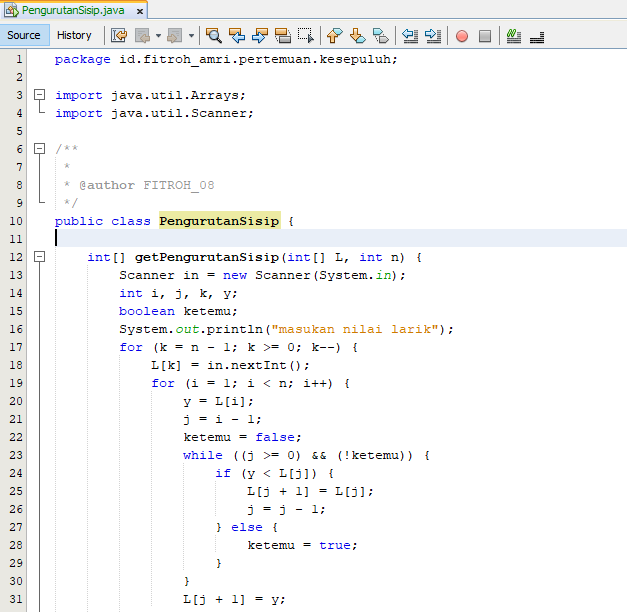 PengurutanSisip.java ×
Source History
1 package id.fitroh_amri.pertemuan.kesepuluh;
2
3 import java.util.Arrays;
4 import java.util.Scanner;
5
6 /**
7 *
8 * @author FITROH_08
9 */
10 public class PengurutanSisip {
11
12 int[] getPengurutanSisip(int[] L, int n) {
13 Scanner in = new Scanner(System.in);
14 int i, j, k, y;
15 boolean ketemu;
16 System.out.println("masukan nilai larik");
17 for (k = n - 1; k >= 0; k--) {
18 L[k] = in.nextInt();
19 for (i = 1; i < n; i++) {
20 y = L[i];
21 j = i - 1;
22 ketemu = false;
23 while ((j >= 0) && (!ketemu)) {
24 if (y < L[j]) {
25 L[j + 1] = L[j];
26 j = j - 1;
27 } else {
28 ketemu = true;
29 }
30 }
31 L[j + 1] = y;